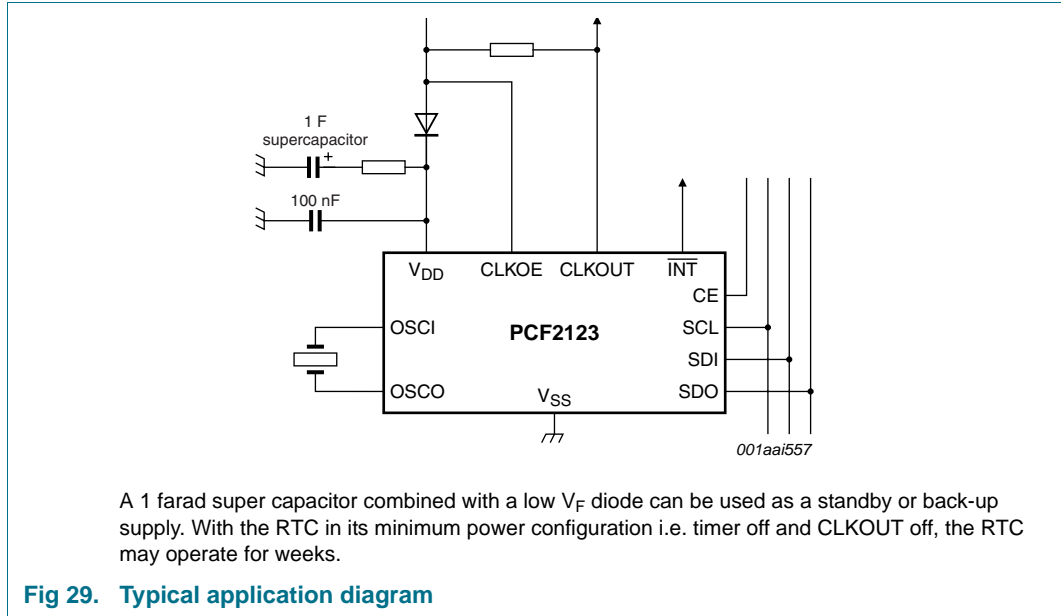 1 F
supercapacitor
+
100 nF
VDD CLKOE CLKOUT INT
CE
OSCI PCF2123 SCL
SDI
OSCO VSS SDO
001aai557
A 1 farad super capacitor combined with a low VF diode can be used as a standby or back-up
supply. With the RTC in its minimum power configuration i.e. timer off and CLKOUT off, the RTC
may operate for weeks.
Fig 29. Typical application diagram